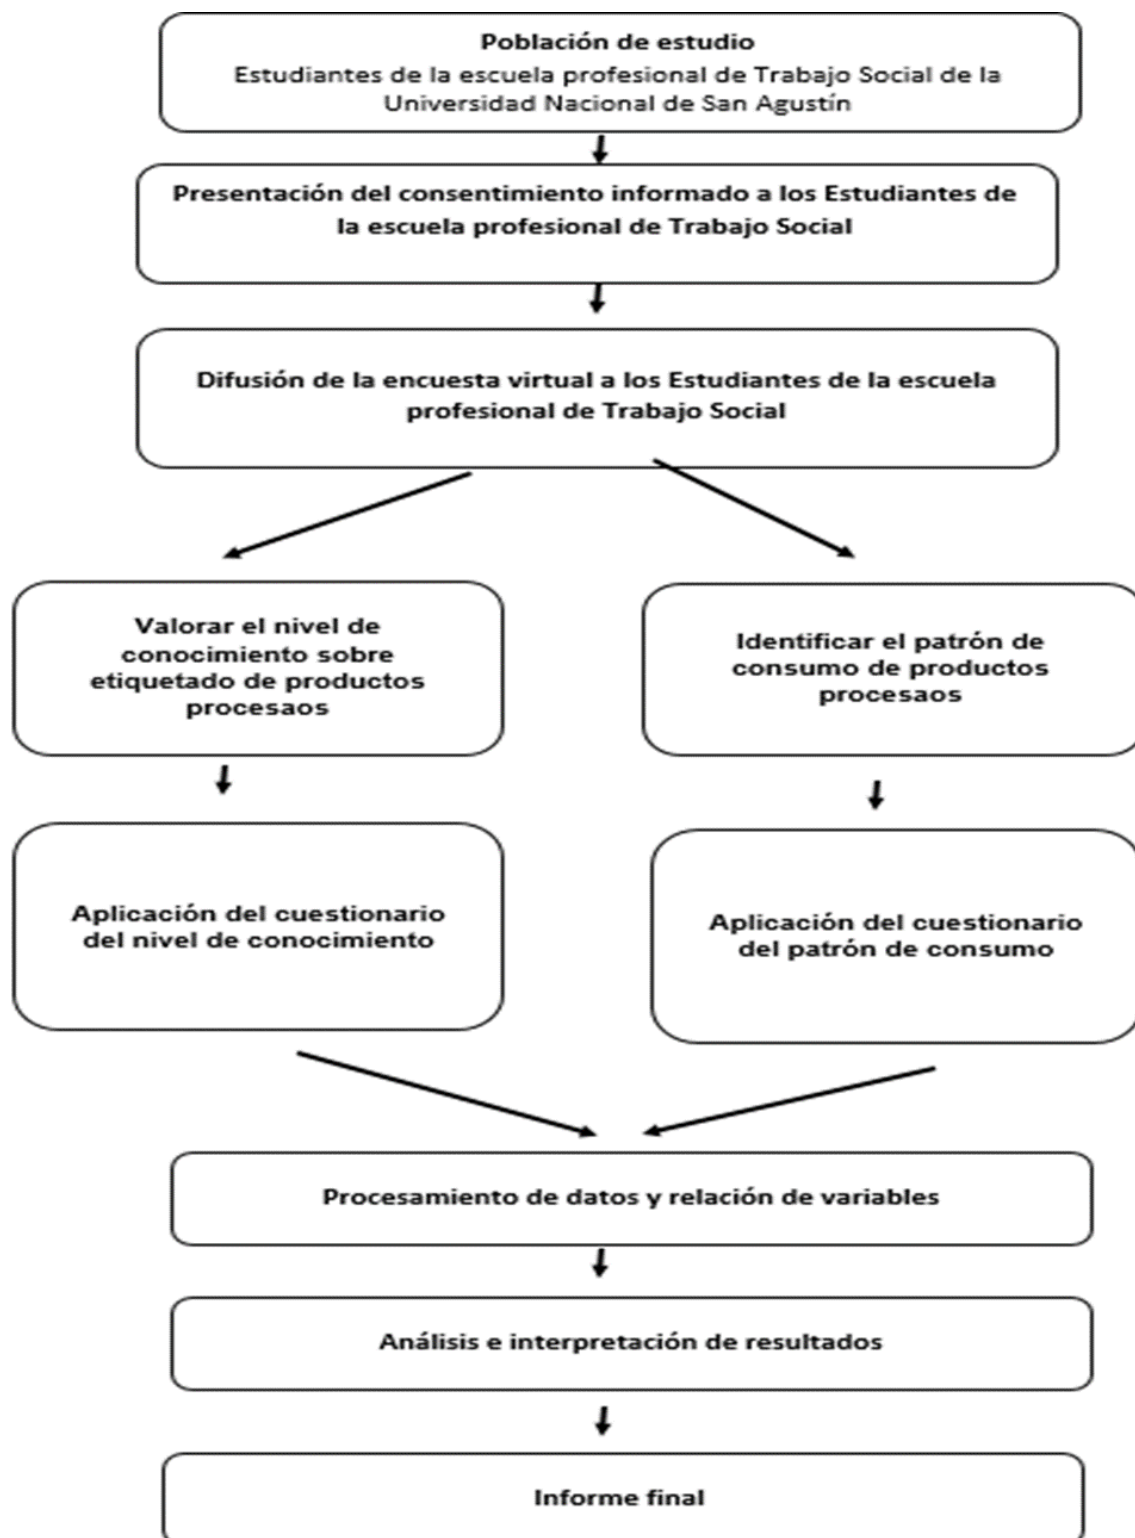 Población de estudio
Estudiantes de la escuela profesional de Trabajo Social de la
Universidad Nacional de San Agustín
Presentación del consentimiento informado a los Estudiantes de
la escuela profesional de Trabajo Social
Difusión de la encuesta virtual a los Estudiantes de la escuela
profesional de Trabajo Social
Valorar el nivel de
conocimiento sobre
etiquetado de productos
procesaos
Identificar el patrón de
consumo de productos
procesaos
Aplicación del cuestionario
del nivel de conocimiento
Aplicación del cuestionario
del patrón de consumo
Procesamiento de datos y relación de variables
Análisis e interpretación de resultados
Informe final